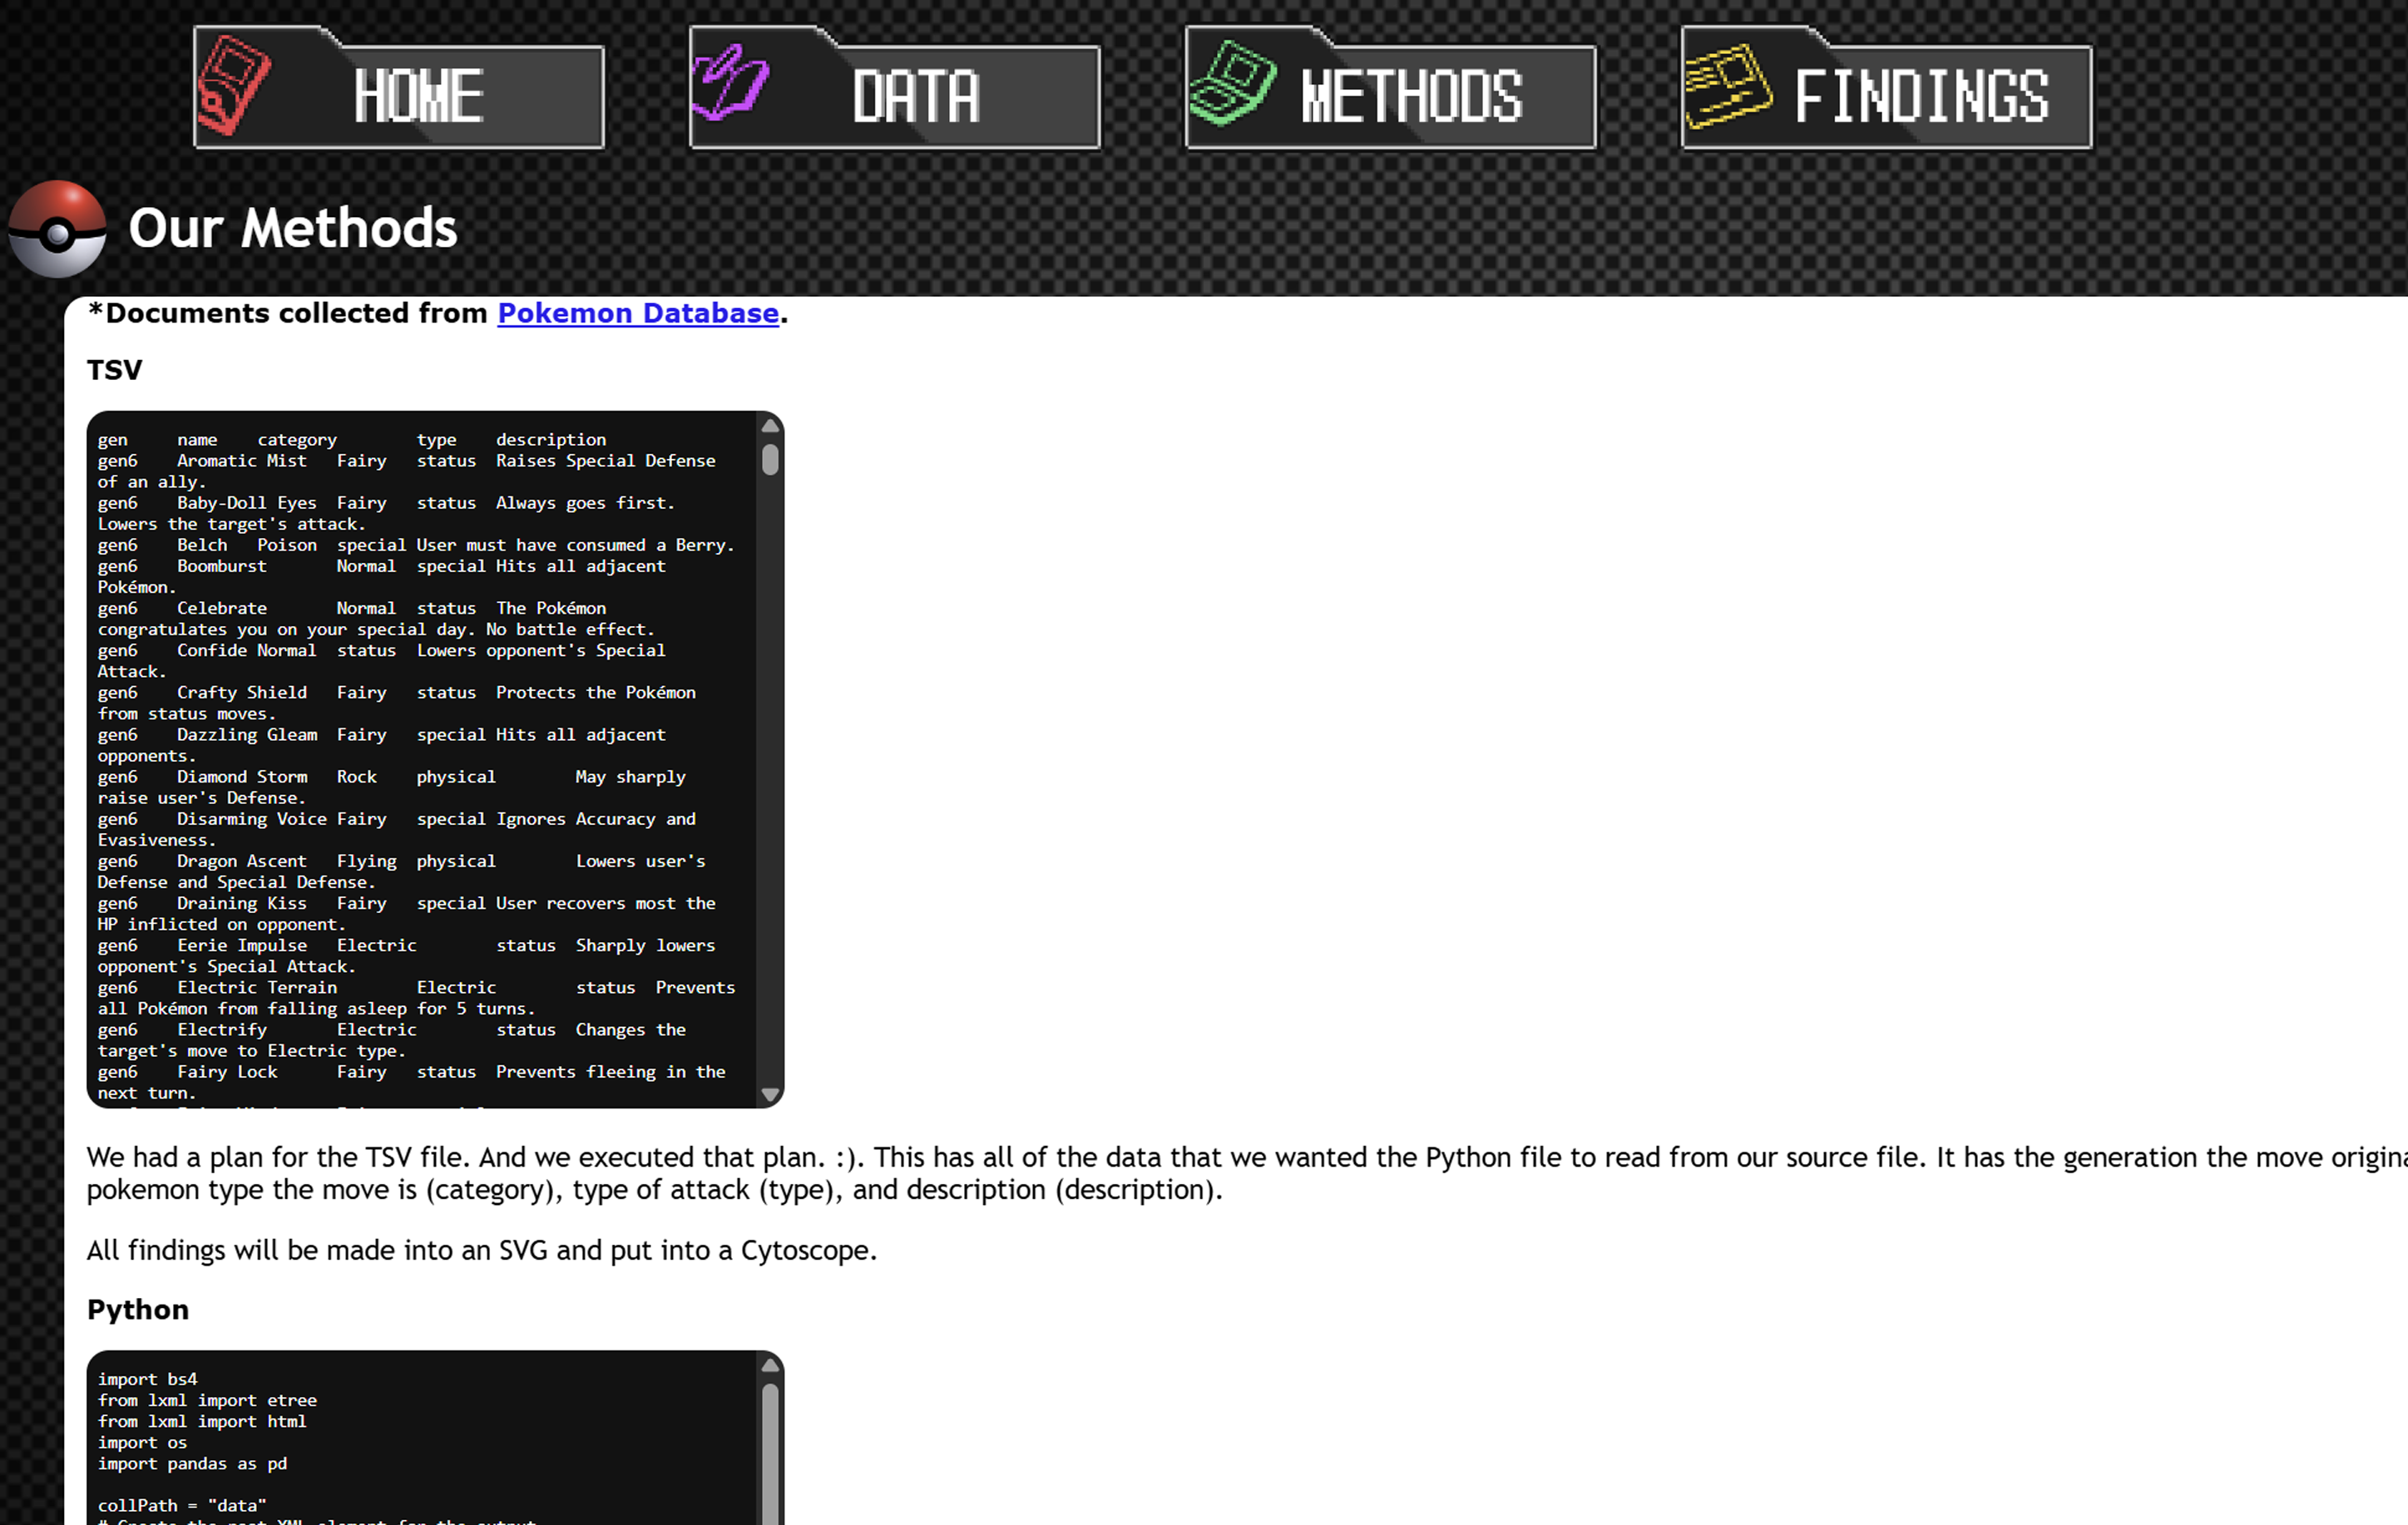 HOME DATA METHODS FINDINGS
Our Methods
*Documents collected from Pokemon Database.
TSV
gen name category type description
gen6 Aromatic Mist Fairy status Raises Special Defense
of an ally.
gen6 Baby-Doll Eyes Fairy status Always goes first.
Lowers the target's attack.
gen6 Belch Poison special User must have consumed a Berry.
gen6 Boomburst Normal special Hits all adjacent
Pokémon.
gen6 Celebrate Normal status The Pokémon
congratulates you on your special day. No battle effect.
gen6 Confide Normal status Lowers opponent's Special
Attack.
gen6 Crafty Shield Fairy status Protects the Pokémon
from status moves.
gen6 Dazzling Gleam Fairy special Hits all adjacent
opponents.
gen6 Diamond Storm Rock physical May sharply
raise user's Defense.
gen6 Disarming Voice Fairy special Ignores Accuracy and
Evasiveness.
gen6 Dragon Ascent Flying physical Lowers user's
Defense and Special Defense.
gen6 Draining Kiss Fairy special User recovers most the
HP inflicted on opponent.
gen6 Eerie Impulse Electric status Sharply lowers
opponent's Special Attack.
gen6 Electric Terrain Electric status Prevents
all Pokémon from falling asleep for 5 turns.
gen6 Electrify Electric status Changes the
target's move to Electric type.
gen6 Fairy Lock Fairy status Prevents fleeing in the
next turn.
We had a plan for the TSV file. And we executed that plan. :). This has all of the data that we wanted the Python file to read from our source file. It has the generation the move origina
pokemon type the move is (category), type of attack (type), and description (description).
All findings will be made into an SVG and put into a Cytoscope.
Python
import bs4
from lxml import etree
from lxml import html
import os
import pandas as pd
collPath = "data"
# Create the root XML element for the output